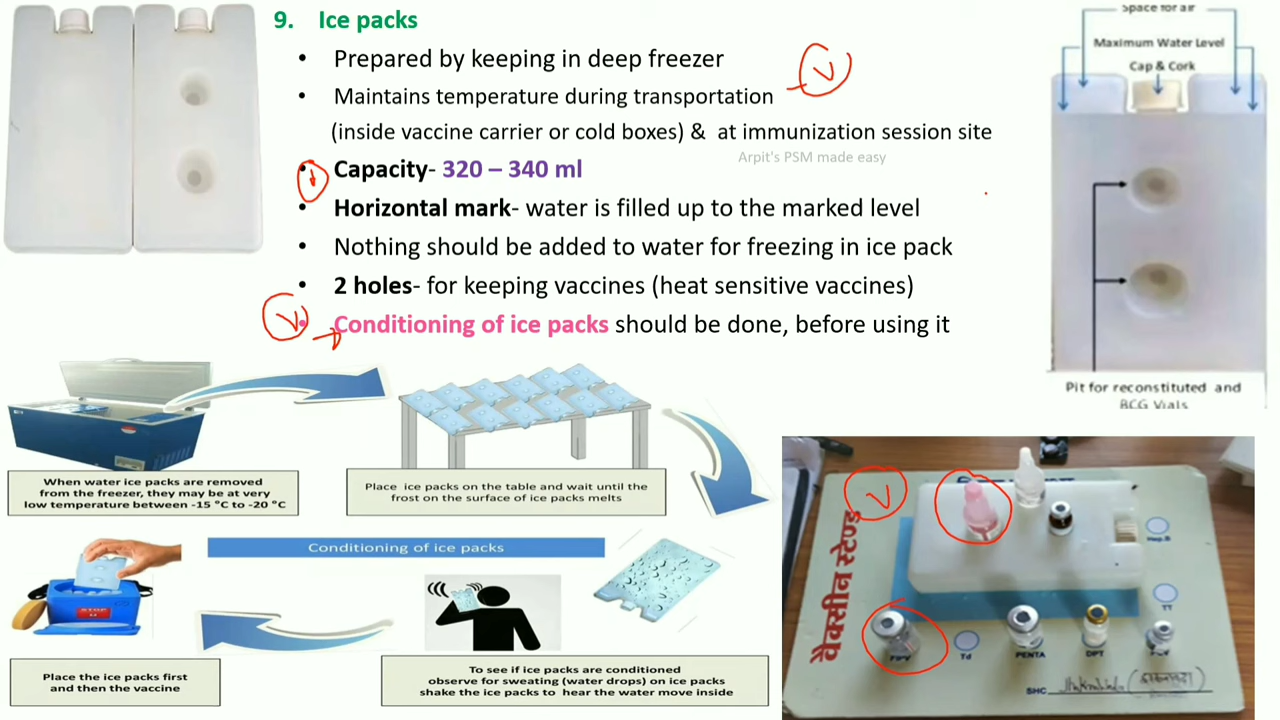 9. Ice packs
• Prepared by keeping in deep freezer
• Maintains temperature during transportation
(inside vaccine carrier or cold boxes) & at immunization session site
Arpit's PSM made easy
• Capacity- 320 – 340 ml
• Horizontal mark- water is filled up to the marked level
• Nothing should be added to water for freezing in ice pack
• 2 holes- for keeping vaccines (heat sensitive vaccines)
• Conditioning of ice packs should be done, before using it
Space for air
Maximum Water Level
Cap & Cork
Pit for reconstituted and
BCG Vials
When water ice packs are removed
from the freezer, they may be at very
low temperature between -15 °C to -20 °C
Place ice packs on the table and wait until the
frost on the surface of ice packs melts
Conditioning of ice packs
STOP
Place the ice packs first
and then the vaccine
To see if ice packs are conditioned
observe for sweating (water drops) on ice packs
shake the ice packs to hear the water move inside
वैक्सीन स्टैण्ड
Hep.B
TT
Td
PENTA
DPT
SHC